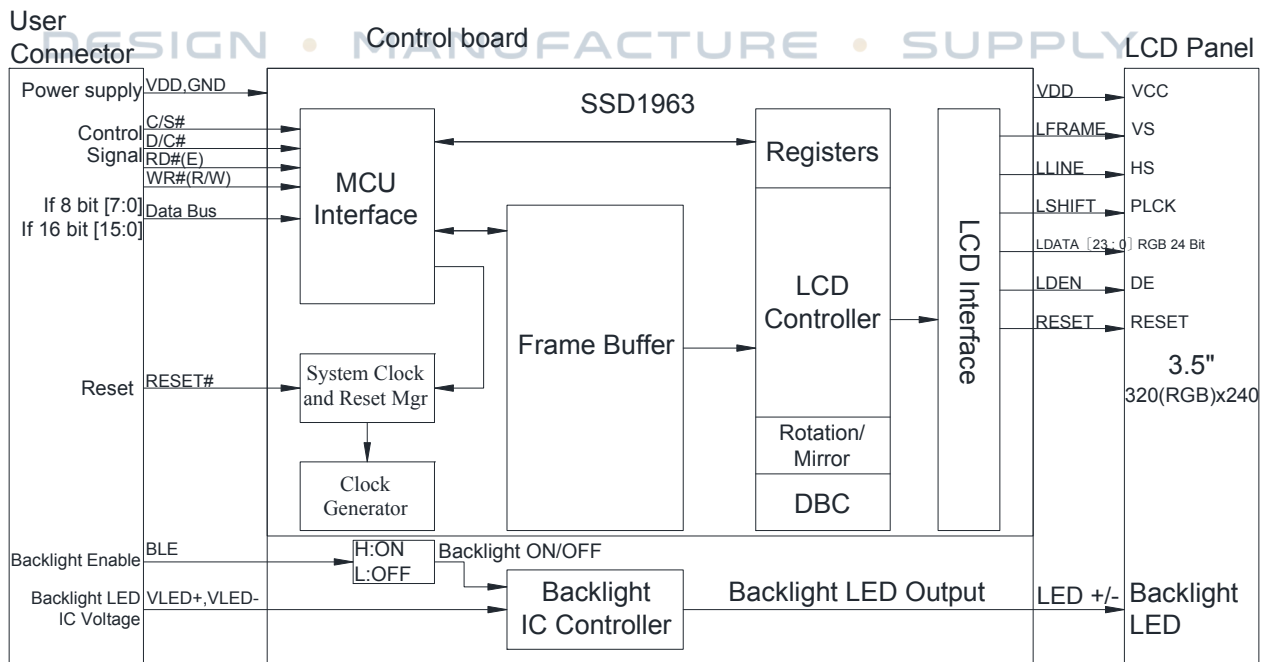 DESIGN • MANUFACTURE • SUPPLY
User
Connector
Control board
LCD Panel
Power supply
VDD,GND
SSD1963
VDD
VCC
Control
Signal
C/S#
D/C#
RD#(E)
WR#(R/W)
MCU
Interface
Registers
LFRAME
VS
LLINE
HS
If 8 bit [7:0]
If 16 bit [15:0]
Data Bus
LSHIFT
PLCK
LDATA〔23 : 0〕
RGB 24 Bit
LCD Interface
LCD
Controller
LDEN
DE
RESET
RESET
Frame Buffer
3.5"
320(RGB)x240
Reset
RESET#
System Clock
and Reset Mgr
Rotation/
Mirror
Clock
Generator
DBC
Backlight Enable
BLE
H:ON
L:OFF
Backlight ON/OFF
Backlight LED
IC Voltage
VLED+,VLED-
Backlight
IC Controller
Backlight LED Output
LED +/-
Backlight
LED